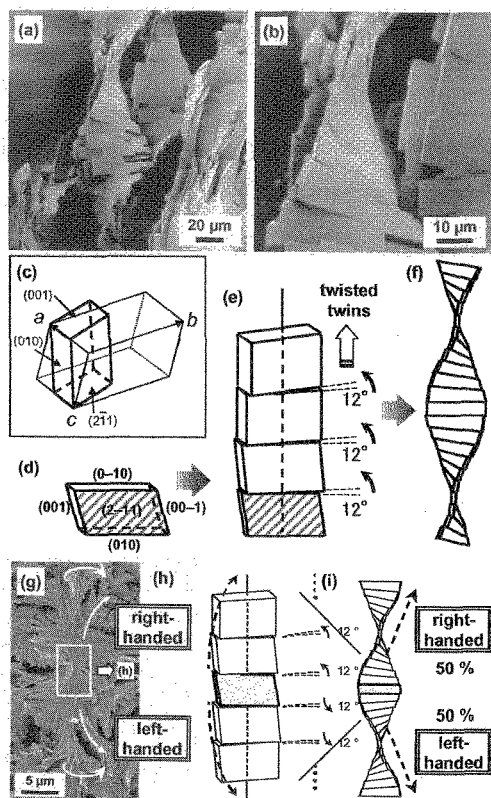 (a)
20 μm
(b)
10 μm
(c)
(001)
a
(010)
b
c
(2̄11)
(d)
(0–10)
(001)
(2–11)
(00–1)
(010)
(e)
twisted
twins
12°
12°
12°
(f)
(g)
right-
handed
(h)
left-
handed
5 μm
(h)
12°
12°
12°
12°
(i)
right-
handed
50 %
50 %
left-
handed